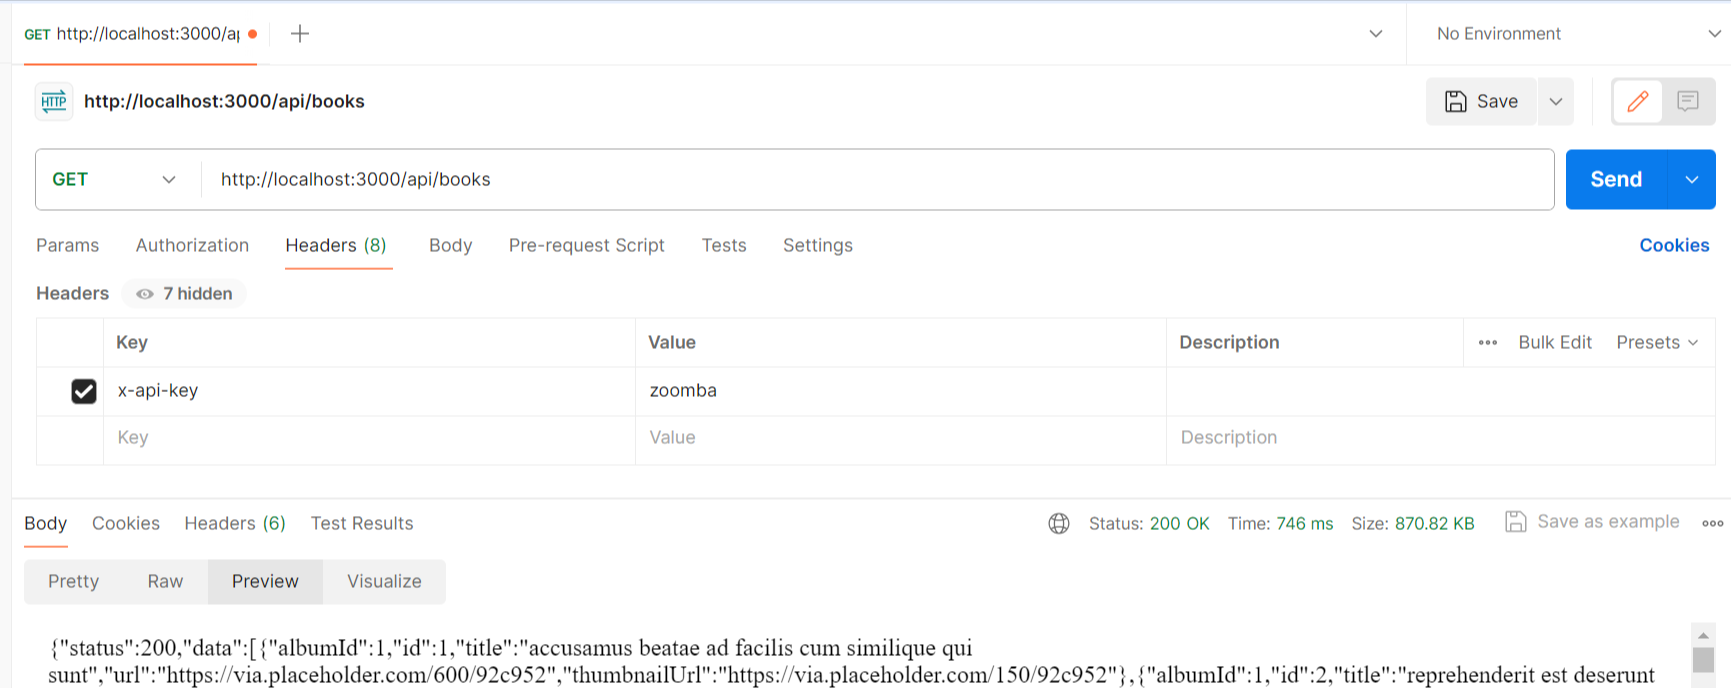 GET http://localhost:3000/ap
No Environment
HTTP http://localhost:3000/api/books
Save
GET http://localhost:3000/api/books
Send
Params Authorization Headers (8) Body Pre-request Script Tests Settings Cookies
Headers 7 hidden
Key Value Description Bulk Edit Presets
x-api-key zoomba
Key Value Description
Body Cookies Headers (6) Test Results Status: 200 OK Time: 746 ms Size: 870.82 KB Save as example
Pretty Raw Preview Visualize
{"status":200,"data":[{"albumId":1,"id":1,"title":"accusamus beatae ad facilis cum similique qui
sunt","url":"https://via.placeholder.com/600/92c952","thumbnailUrl":"https://via.placeholder.com/150/92c952"},{"albumId":1,"id":2,"title":"reprehenderit est deserunt